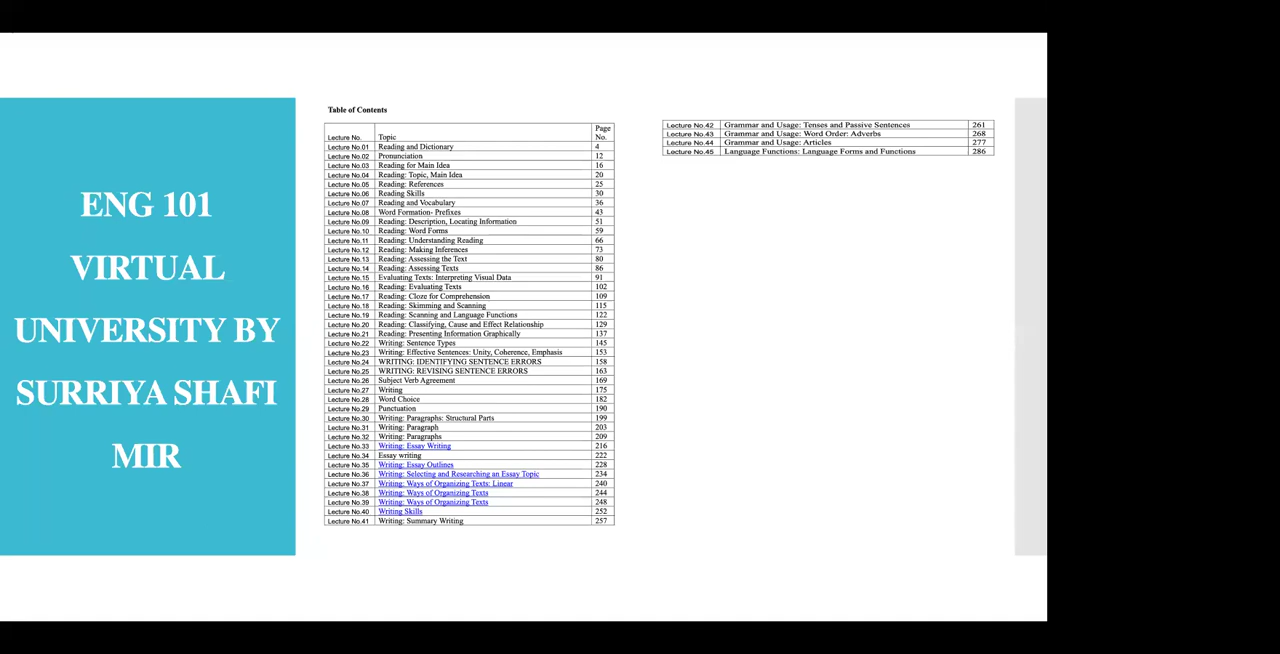 ENG 101
VIRTUAL
UNIVERSITY BY
SURRIYA SHAFI
MIR
Table of Contents
Lecture No. Topic Page No.
Lecture No.01 Reading and Dictionary 4
Lecture No.02 Pronunciation 12
Lecture No.03 Reading for Main Idea 16
Lecture No.04 Reading: Topic, Main Idea 20
Lecture No.05 Reading: References 25
Lecture No.06 Reading Skills 30
Lecture No.07 Reading and Vocabulary 36
Lecture No.08 Word Formation- Prefixes 43
Lecture No.09 Reading: Description, Locating Information 51
Lecture No.10 Reading: Word Forms 59
Lecture No.11 Reading: Understanding Reading 66
Lecture No.12 Reading: Making Inferences 73
Lecture No.13 Reading: Assessing the Text 80
Lecture No.14 Reading: Assessing Texts 86
Lecture No.15 Evaluating Texts: Interpreting Visual Data 91
Lecture No.16 Reading: Evaluating Texts 102
Lecture No.17 Reading: Cloze for Comprehension 109
Lecture No.18 Reading: Skimming and Scanning 115
Lecture No.19 Reading: Scanning and Language Functions 122
Lecture No.20 Reading: Classifying, Cause and Effect Relationship 129
Lecture No.21 Reading: Presenting Information Graphically 137
Lecture No.22 Writing: Sentence Types 145
Lecture No.23 Writing: Effective Sentences: Unity, Coherence, Emphasis 153
Lecture No.24 WRITING: IDENTIFYING SENTENCE ERRORS 158
Lecture No.25 WRITING: REVISING SENTENCE ERRORS 163
Lecture No.26 Subject Verb Agreement 169
Lecture No.27 Writing 175
Lecture No.28 Word Choice 182
Lecture No.29 Punctuation 190
Lecture No.30 Writing: Paragraphs: Structural Parts 199
Lecture No.31 Writing: Paragraph 203
Lecture No.32 Writing: Paragraphs 209
Lecture No.33 Writing: Essay Writing 216
Lecture No.34 Essay writing 222
Lecture No.35 Writing: Essay Outlines 228
Lecture No.36 Writing: Selecting and Researching an Essay Topic 234
Lecture No.37 Writing: Ways of Organizing Texts: Linear 240
Lecture No.38 Writing: Ways of Organizing Texts 244
Lecture No.39 Writing: Ways of Organizing Texts 248
Lecture No.40 Writing Skills 252
Lecture No.41 Writing: Summary Writing 257
Lecture No.42 Grammar and Usage: Tenses and Passive Sentences 261
Lecture No.43 Grammar and Usage: Word Order: Adverbs 268
Lecture No.44 Grammar and Usage: Articles 277
Lecture No.45 Language Functions: Language Forms and Functions 286